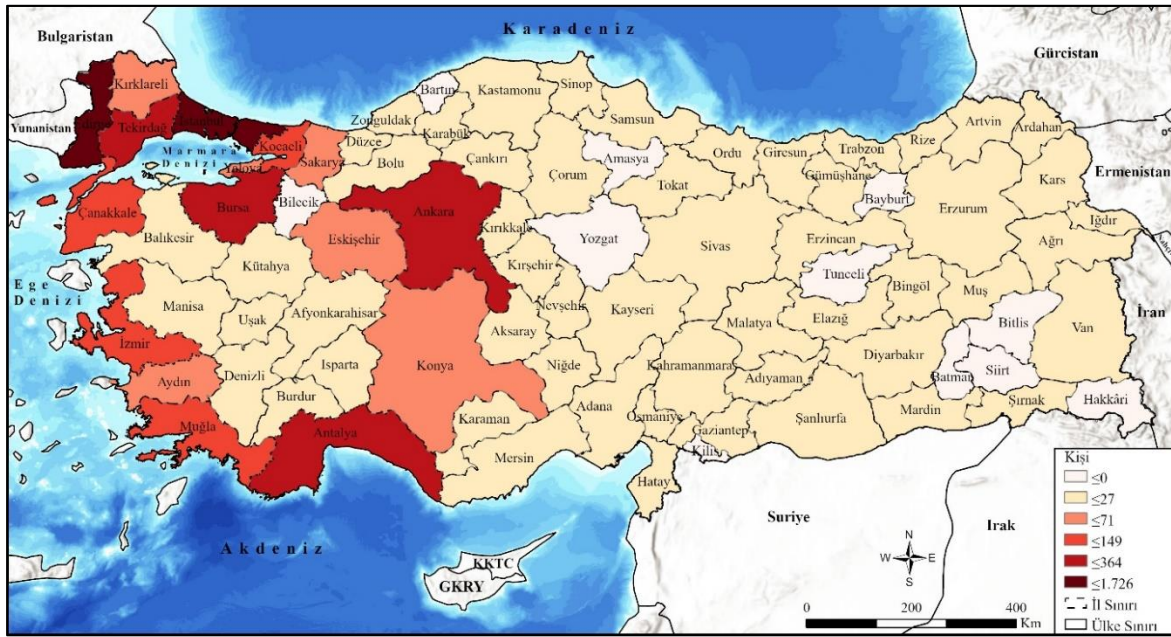 Bulgaristan
Karadeniz
Gürcistan
Yunanistan
Ermenistan
İran
Kırklareli
Edirne
Tekirdağ
İstanbul
Marmara
Denizi
Kocaeli
Yalova
Sakarya
Düzce
Zonguldak
Bartın
Karabük
Kastamonu
Sinop
Samsun
Bolu
Çankırı
Çorum
Amasya
Ordu
Giresun
Trabzon
Rize
Artvin
Ardahan
Gümüşhane
Bayburt
Kars
Iğdır
Çanakkale
Balıkesir
Bursa
Bilecik
Eskişehir
Ankara
Kırıkkale
Yozgat
Tokat
Sivas
Erzincan
Erzurum
Ağrı
Ege
Denizi
Manisa
Kütahya
Uşak
Afyonkarahisar
Kırşehir
Nevşehir
Kayseri
Malatya
Elazığ
Tunceli
Bingöl
Muş
Bitlis
Van
İzmir
Aydın
Denizli
Isparta
Burdur
Konya
Aksaray
Niğde
Kahramanmaraş
Adıyaman
Diyarbakır
Batman
Siirt
Şırnak
Hakkâri
Muğla
Antalya
Karaman
Mersin
Adana
Osmaniye
Gaziantep
Kilis
Şanlıurfa
Mardin
Hatay
Suriye
Irak
Akdeniz
KKTC
GKRY
N
W
E
S
0
200
400
Km
Kişi
≤0
≤27
≤71
≤149
≤364
≤1.726
İl Sınırı
Ülke Sınırı